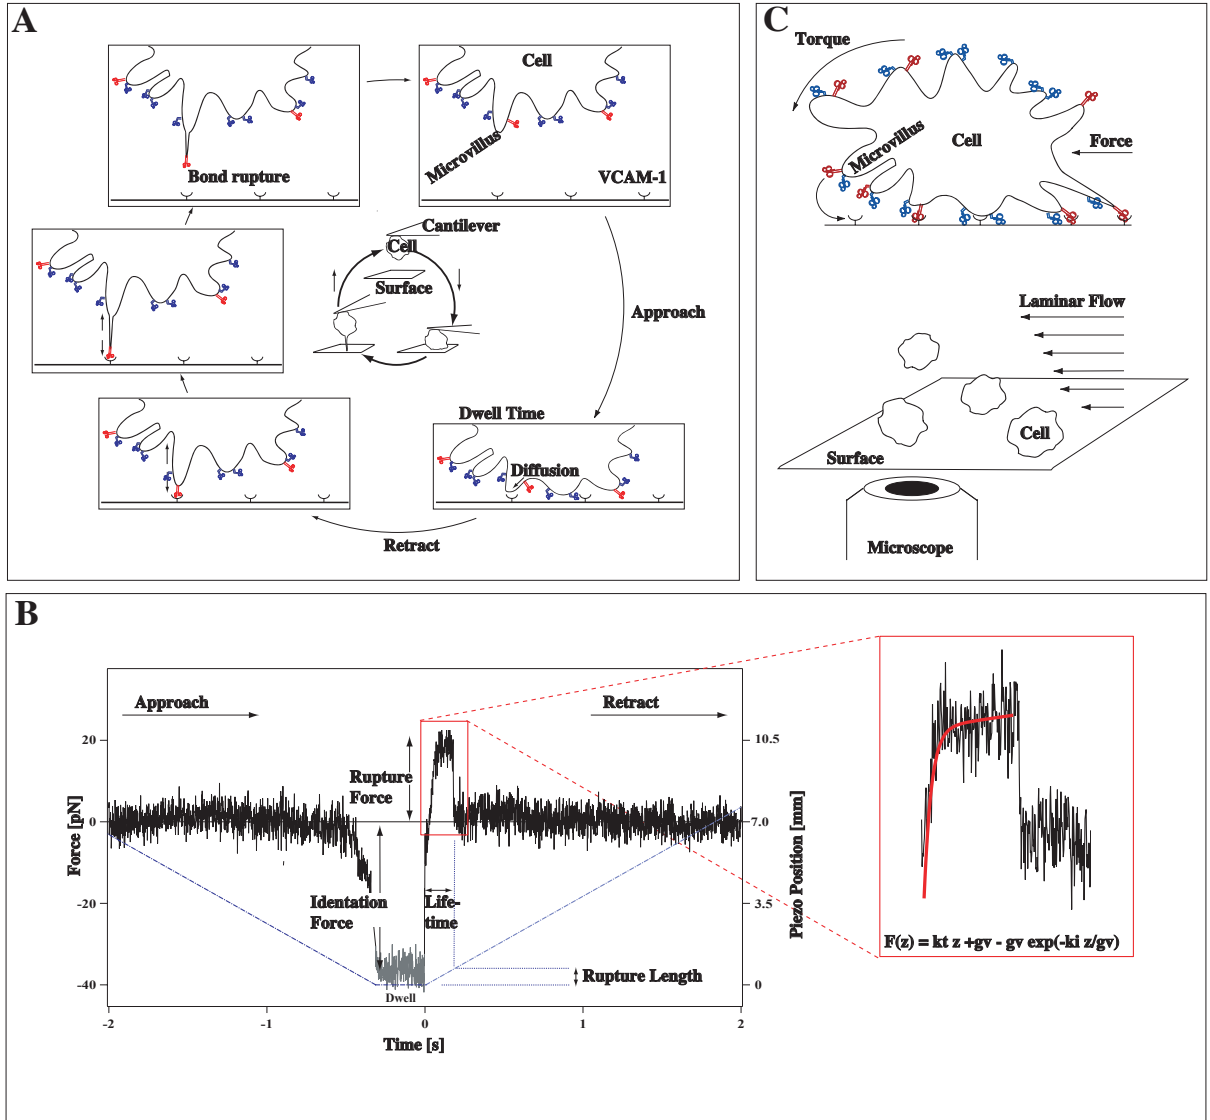 A
Cell
Microvillus
VCAM-1
Bond rupture
Cantilever
Cell
Surface
Approach
Dwell Time
Diffusion
Retract
C
Torque
Microvillus
Cell
Force
Laminar Flow
Cell
Surface
Microscope
B
Approach
Retract
20
0
-20
-40
Force [pN]
Rupture
Force
Identation
Force
Life-
time
Dwell
Rupture Length
10.5
7.0
3.5
0
Piezo Position [mm]
-2
-1
0
1
2
Time [s]
F(z) = kt z +gv - gv exp(-ki z/gv)